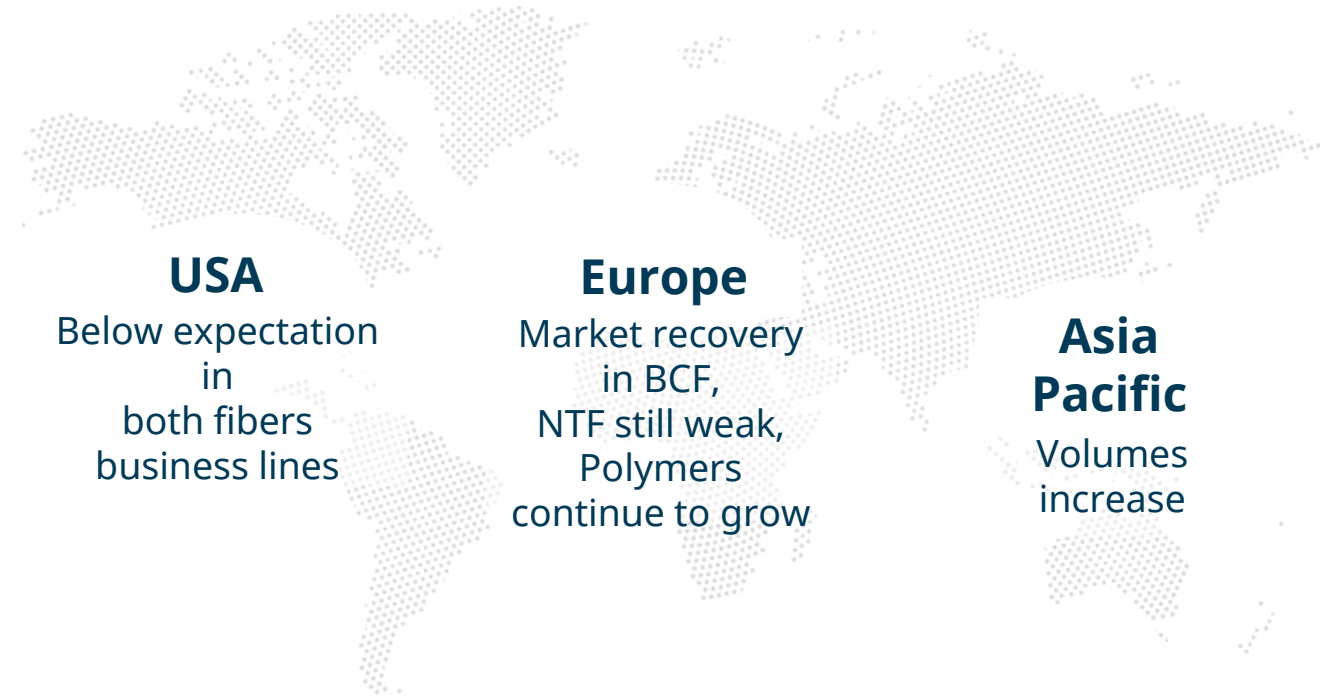 USA
Below expectation
in
both fibers
business lines
Europe
Market recovery
in BCF,
NTF still weak,
Polymers
continue to grow
Asia
Pacific
Volumes
increase